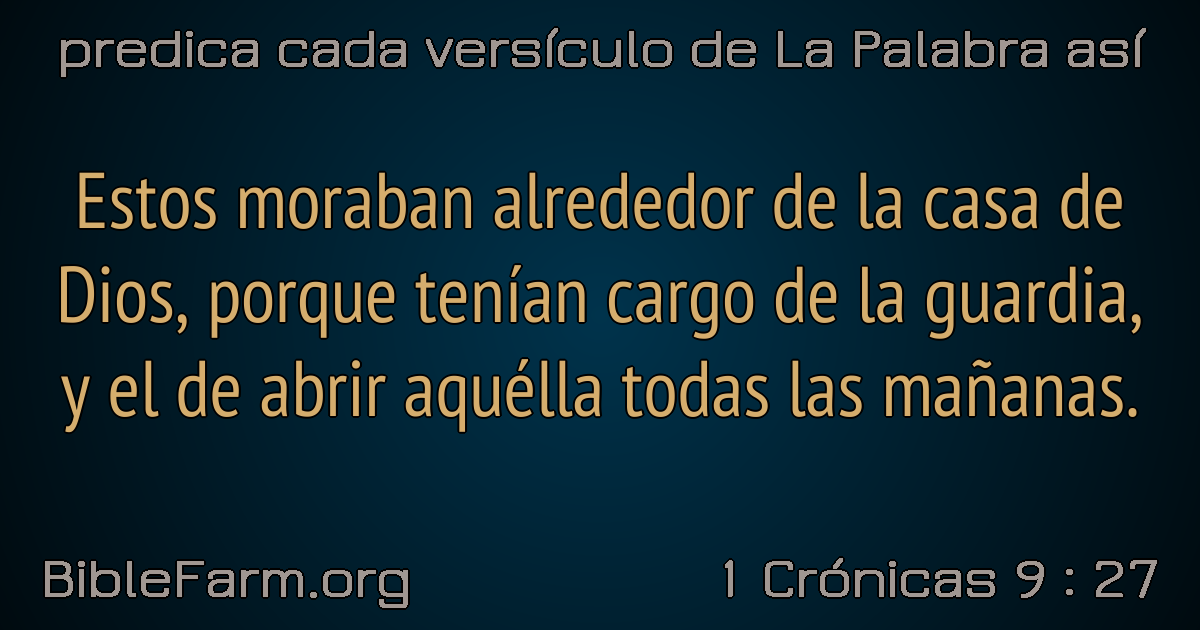 predica cada versículo de La Palabra así
Estos moraban alrededor de la casa de
Dios, porque tenían cargo de la guardia,
y el de abrir aquélla todas las mañanas.
BibleFarm.org
1 Crónicas 9 : 27